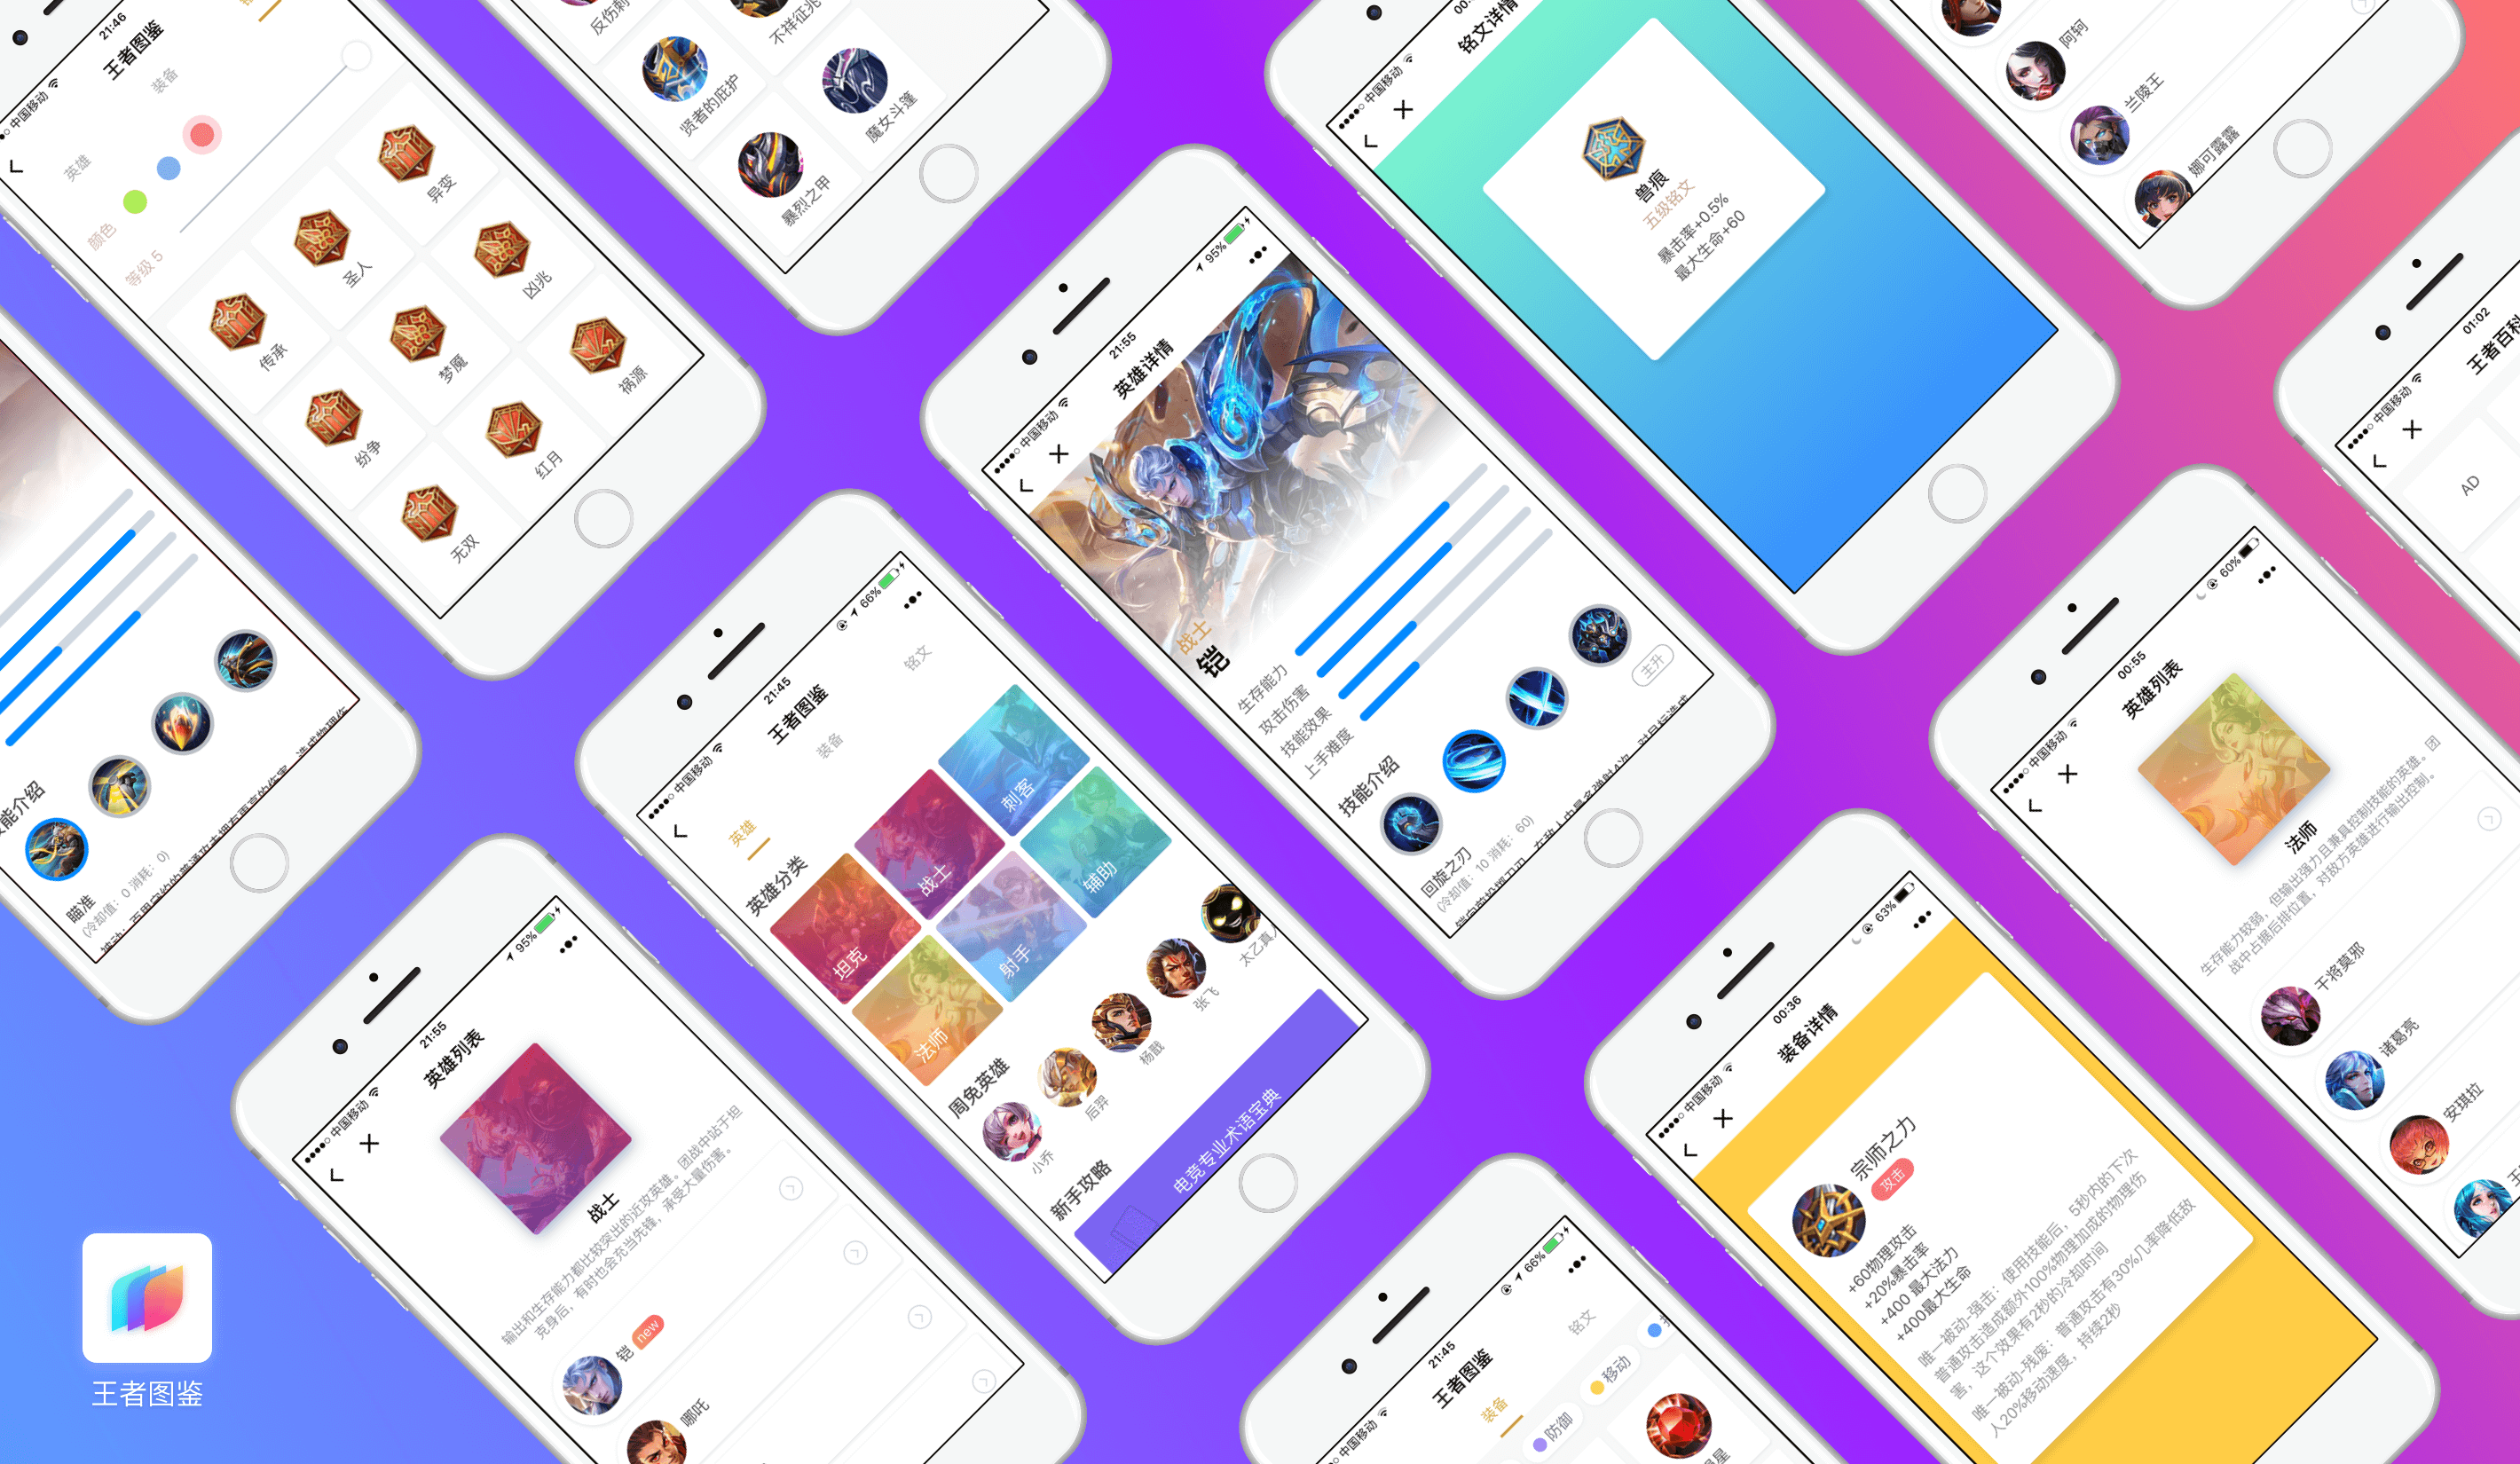 21:46
中国移动
王者图鉴
英雄
装备
颜色
等级 5
异变
圣人
凶兆
传承
梦魇
祸源
纷争
红月
无双
不祥征兆
贤者的庇护
魔女斗篷
暴烈之甲
中国移动
铭文详情
兽痕
五级铭文
暴击率+0.5%
最大生命+60
阿轲
兰陵王
娜可露露
中国移动
01:02
王者百科
AD
技能介绍
瞄准
(冷却值: 0 消耗: 0)
中国移动
21:55
95%
英雄详情
战士
铠
生存能力
攻击伤害
技能效果
上手难度
技能介绍
主升
回旋之刃
(冷却值: 10 消耗: 60)
中国移动
21:45
66%
王者图鉴
英雄
装备
铭文
英雄分类
坦克
战士
刺客
法师
射手
辅助
周免英雄
小乔
后羿
杨戬
张飞
太乙真人
新手攻略
电竞专业术语宝典
中国移动
21:55
95%
英雄列表
战士
输出和生存能力都比较突出的近攻英雄。团战中站于坦
克身后，有时也会充当先锋，承受大量伤害。
铠
new
哪吒
中国移动
00:55
60%
英雄列表
法师
生存能力较弱，但输出强力且兼具控制技能的英雄。团
战中占据后排位置，对敌方英雄进行输出控制。
干将莫邪
诸葛亮
安琪拉
中国移动
00:36
63%
装备详情
宗师之力
攻击
+60物理攻击
+20%暴击率
+400 最大法力
+400最大生命
唯一被动-强击：使用技能后，5秒内的下次
普通攻击造成额外100%物理加成的物理伤
害，这个效果有2秒的冷却时间
唯一被动-残废：普通攻击有30%几率降低敌
人20%移动速度，持续2秒
中国移动
21:45
66%
王者图鉴
装备
铭文
防御
移动
王者图鉴